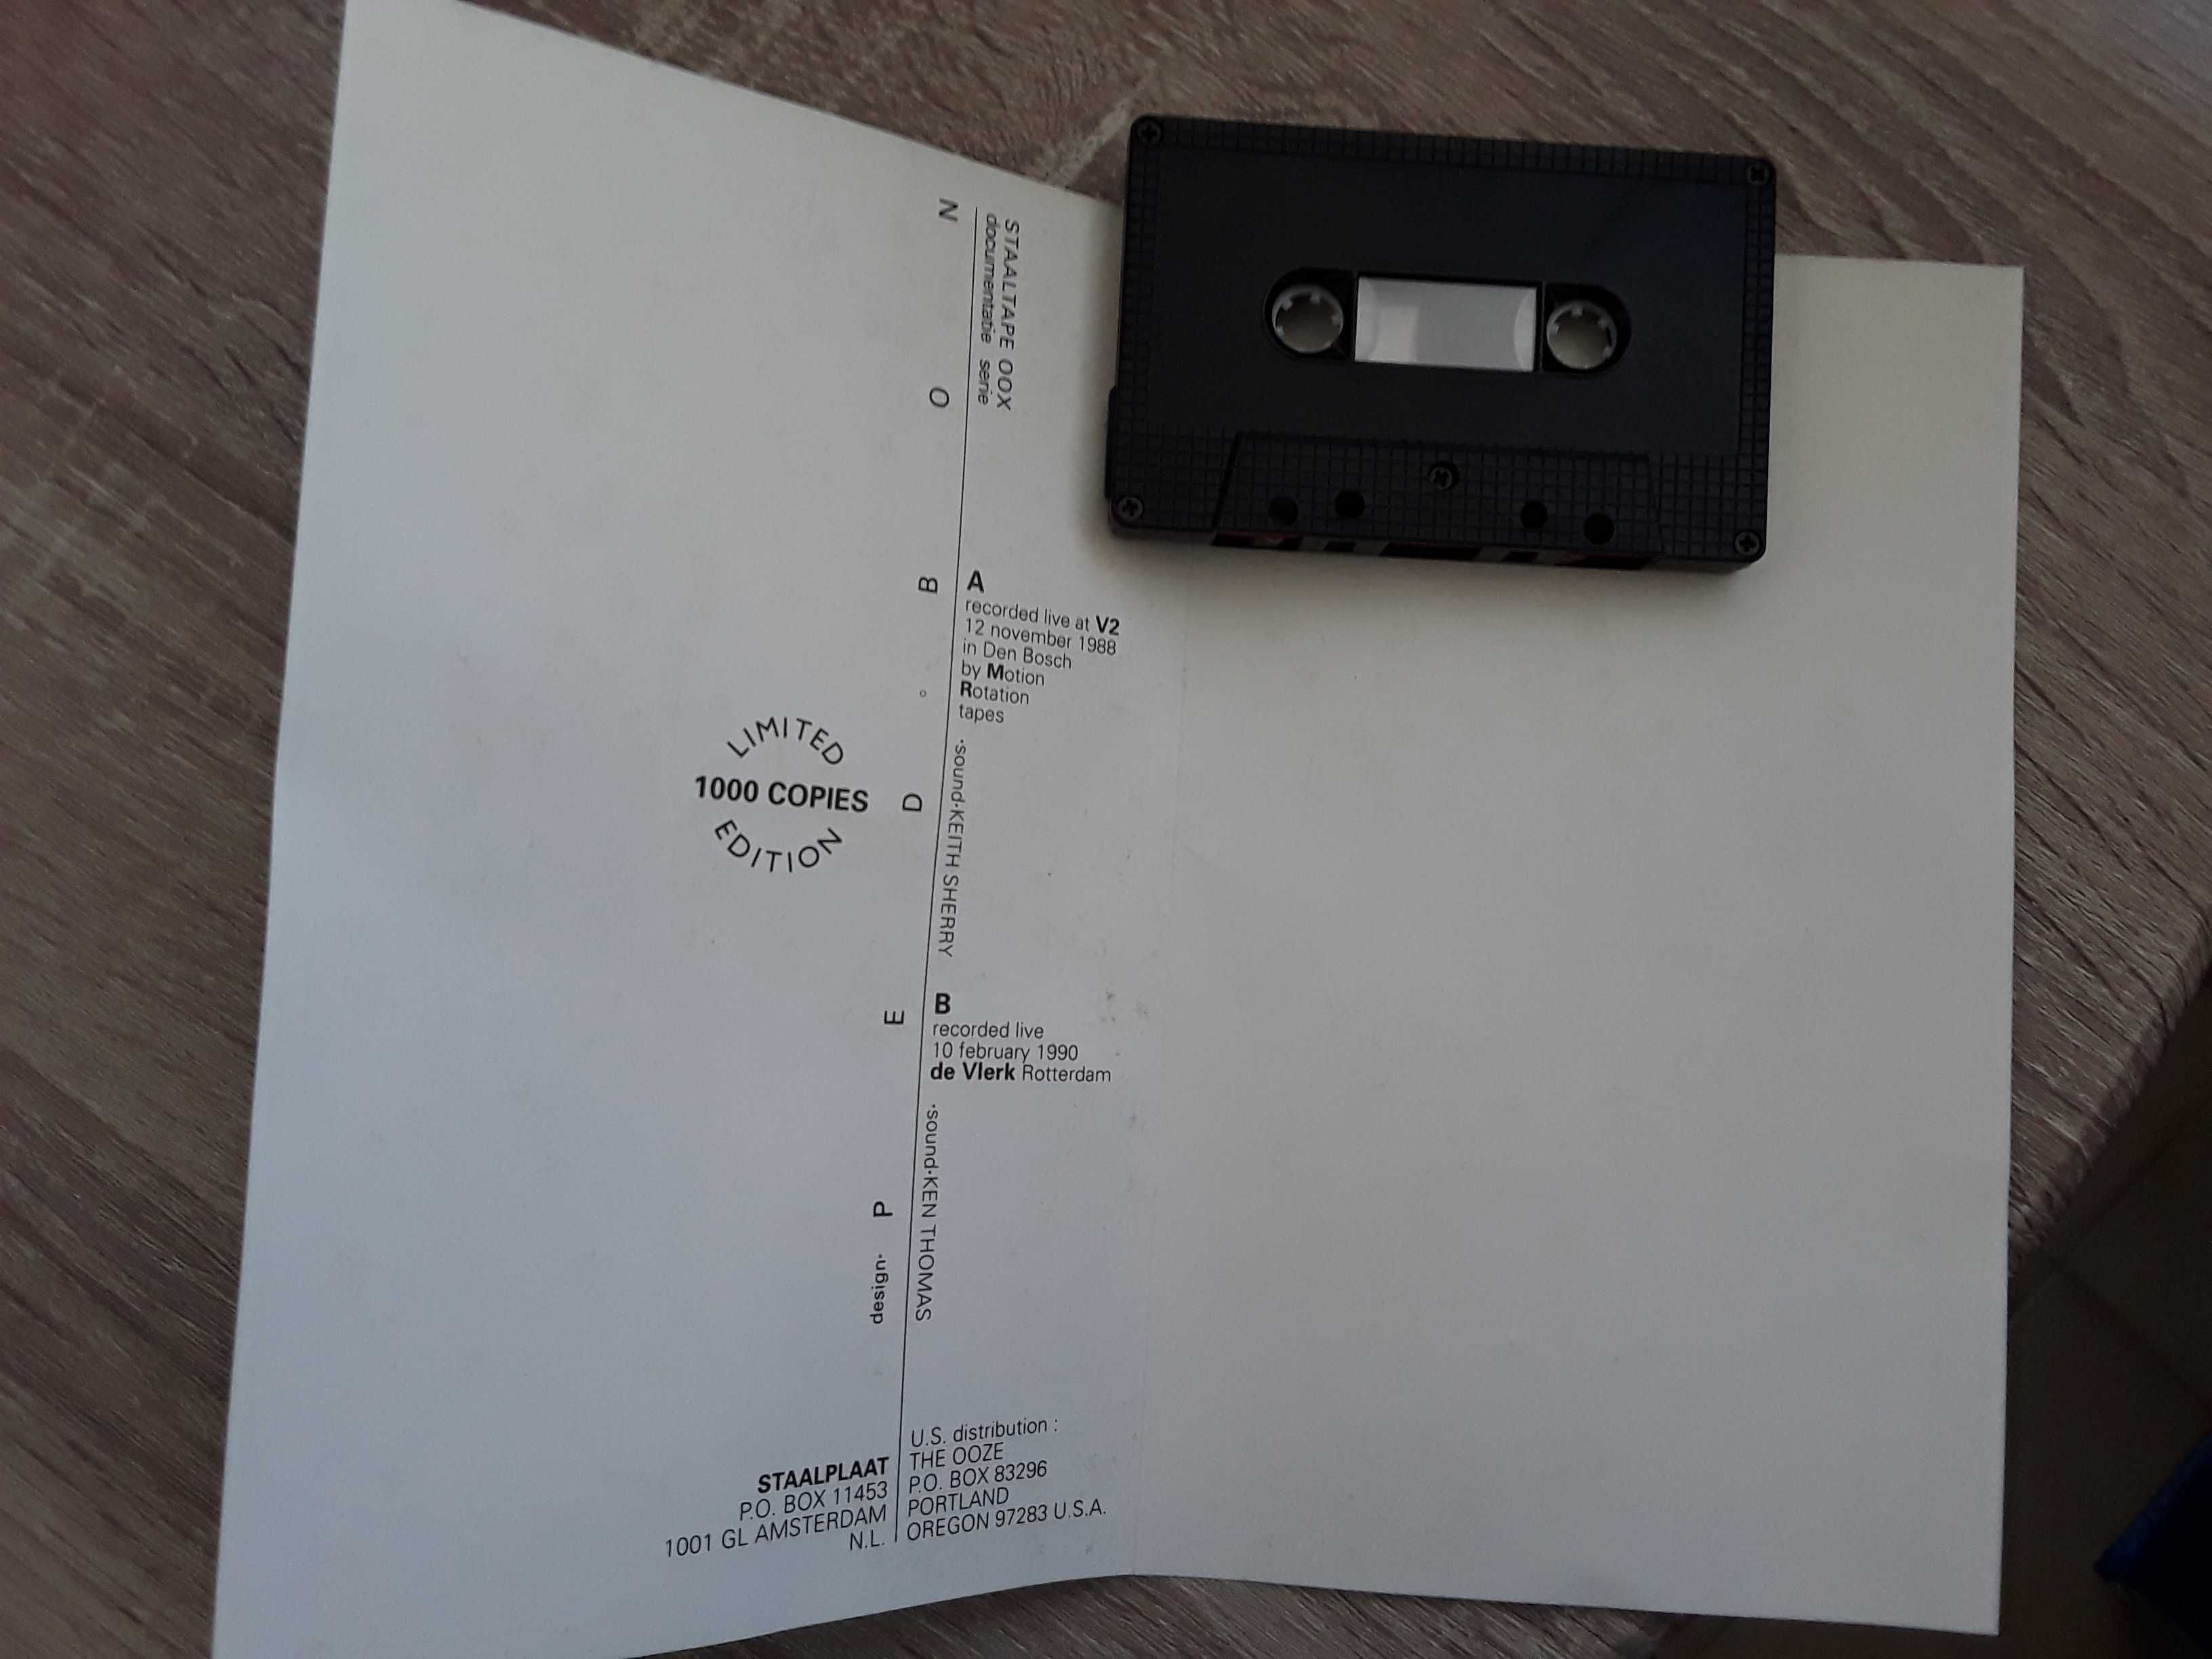 STAALTAPE OOX
documentatie serie
N O B ° D E P
design·
A
recorded live at V2
12 november 1988
in Den Bosch
by Motion
Rotation
tapes
·sound·KEITH SHERRY
LIMITED
1000 COPIES
EDITION
B
recorded live
10 february 1990
de Vlerk Rotterdam
·sound·KEN THOMAS
STAALPLAAT
P.O. BOX 11453
1001 GL AMSTERDAM
N.L.
U.S. distribution :
THE OOZE
P.O. BOX 83296
PORTLAND
OREGON 97283 U.S.A.